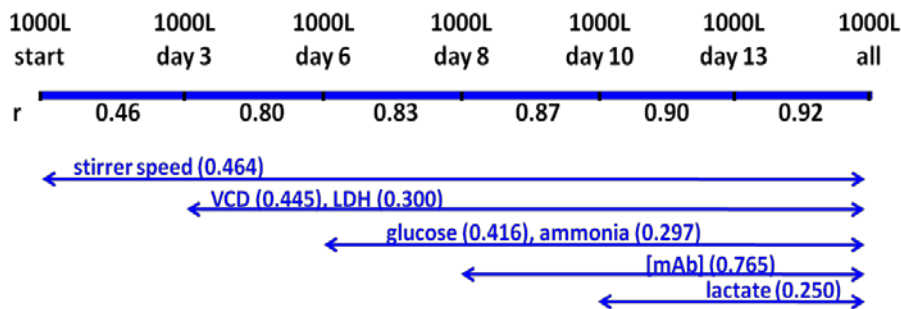 1000L 1000L 1000L 1000L 1000L 1000L 1000L
start day 3 day 6 day 8 day 10 day 13 all
r 0.46 0.80 0.83 0.87 0.90 0.92
stirrer speed (0.464)
VCD (0.445), LDH (0.300)
glucose (0.416), ammonia (0.297)
[mAb] (0.765)
lactate (0.250)